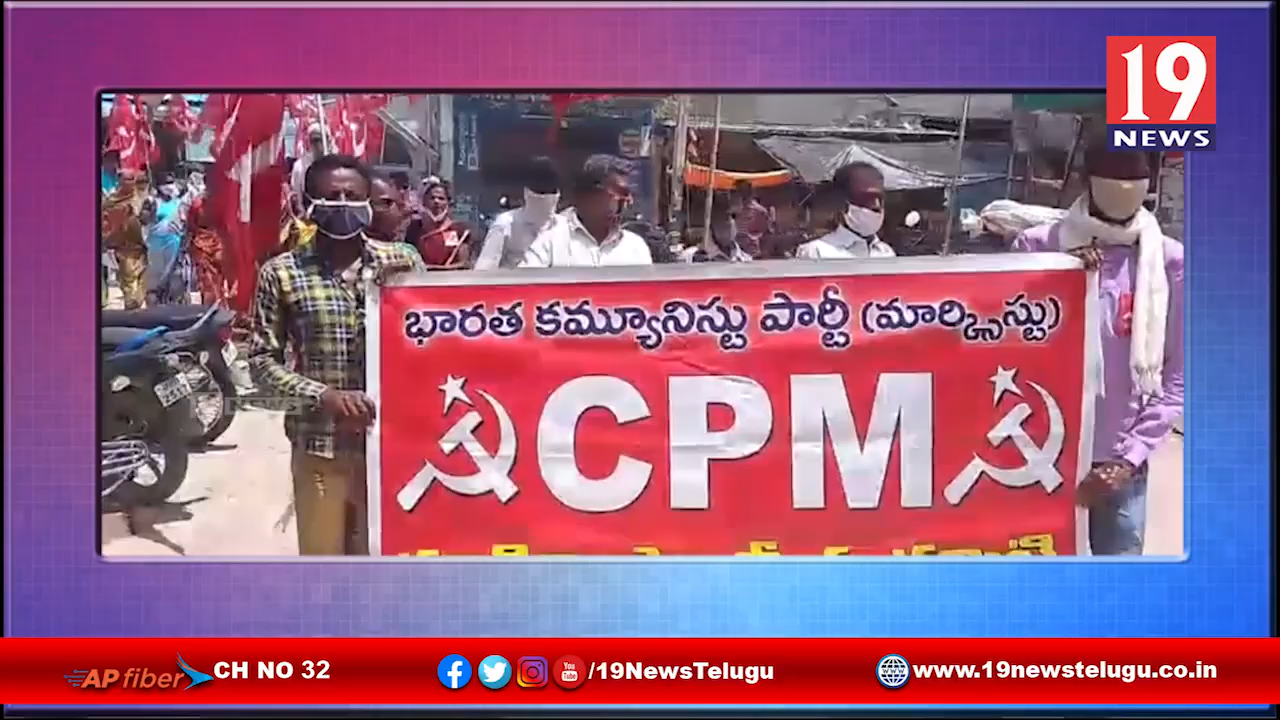 19
NEWS
భారత కమ్యూనిస్టు పార్టీ (మార్క్సిస్టు)
CPM
AP fiber CH NO 32
/19NewsTelugu
www.19newstelugu.co.in